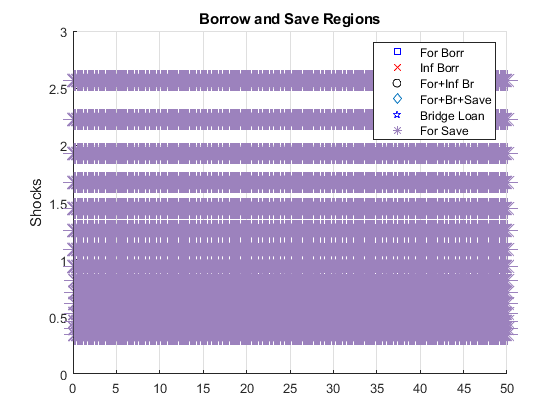 Borrow and Save Regions
3
2.5
2
1.5
1
0.5
0
Shocks
For Borr
Inf Borr
For+Inf Br
For+Br+Save
Bridge Loan
For Save
0 5 10 15 20 25 30 35 40 45 50